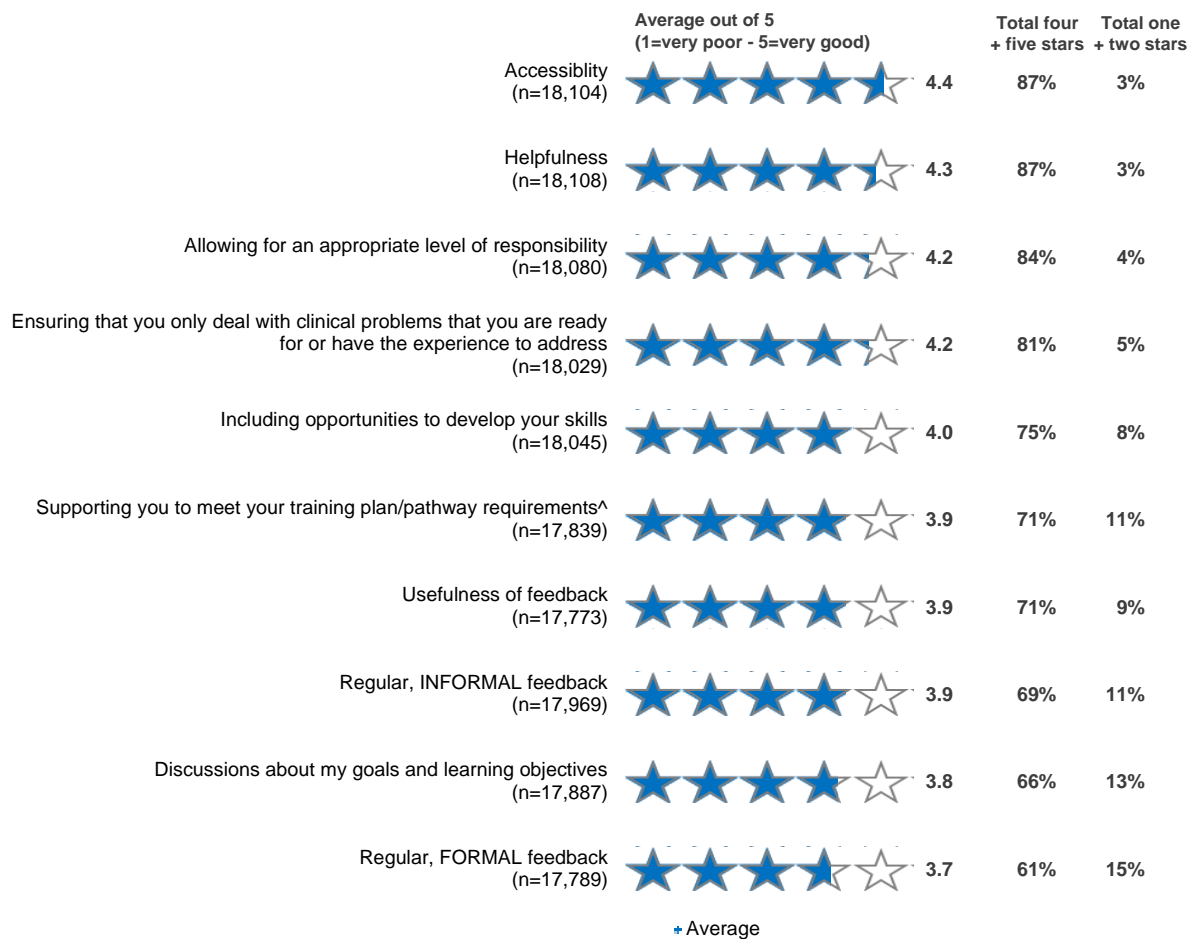 Average out of 5
(1=very poor - 5=very good)
Total four
+ five stars
Total one
+ two stars
Accessiblity
(n=18,104)
4.4 87% 3%
Helpfulness
(n=18,108)
4.3 87% 3%
Allowing for an appropriate level of responsibility
(n=18,080)
4.2 84% 4%
Ensuring that you only deal with clinical problems that you are ready
for or have the experience to address
(n=18,029)
4.2 81% 5%
Including opportunities to develop your skills
(n=18,045)
4.0 75% 8%
Supporting you to meet your training plan/pathway requirements^
(n=17,839)
3.9 71% 11%
Usefulness of feedback
(n=17,773)
3.9 71% 9%
Regular, INFORMAL feedback
(n=17,969)
3.9 69% 11%
Discussions about my goals and learning objectives
(n=17,887)
3.8 66% 13%
Regular, FORMAL feedback
(n=17,789)
3.7 61% 15%
Average